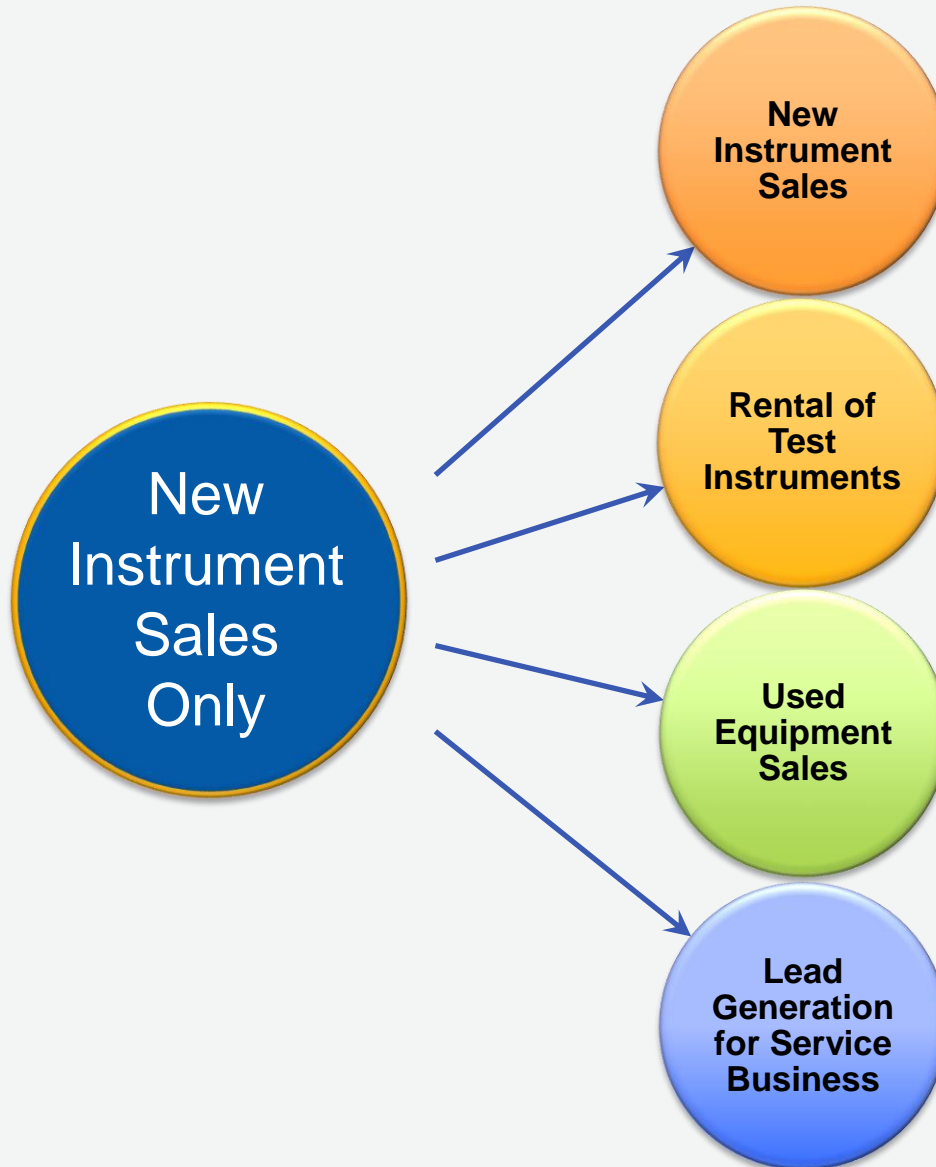 New
Instrument
Sales
Only
New
Instrument
Sales
Rental of
Test
Instruments
Used
Equipment
Sales
Lead
Generation
for Service
Business